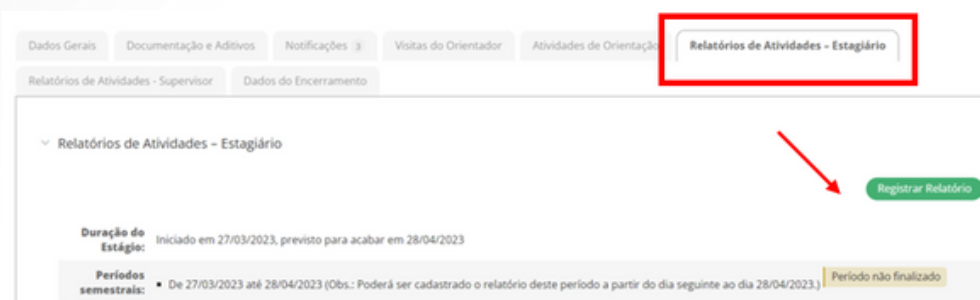 Dados Gerais Documentação e Aditivos Notificações 3 Visitas do Orientador Atividades de Orientação Relatórios de Atividades – Estagiário
Relatórios de Atividades - Supervisor Dados do Encerramento
Relatórios de Atividades – Estagiário
Registrar Relatório
Duração do Estágio: Iniciado em 27/03/2023, previsto para acabar em 28/04/2023
Períodos semestrais: ▪ De 27/03/2023 até 28/04/2023 (Obs.: Poderá ser cadastrado o relatório deste período a partir do dia seguinte ao dia 28/04/2023.) Período não finalizado